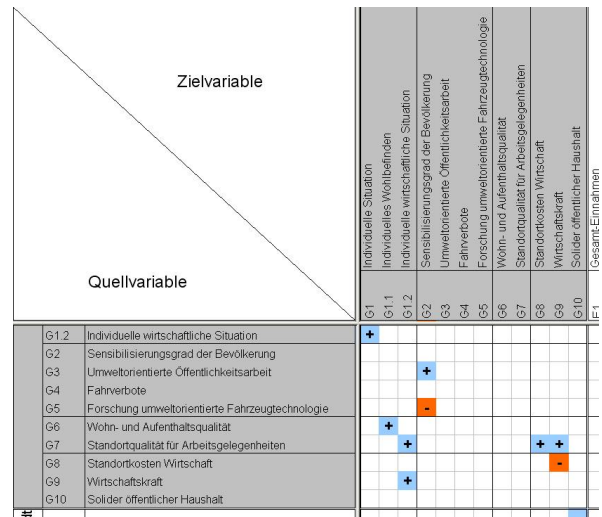 Zielvariable
Quellvariable
Individuelle Situation
Individuelles Wohlbefinden
Individuelle wirtschaftliche Situation
Sensibilisierungsgrad der Bevölkerung
Umweltorientierte Öffentlichkeitsarbeit
Fahrverbote
Forschung umweltorientierte Fahrzeugtechnologie
Wohn- und Aufenthaltsqualität
Standortqualität für Arbeitsgelegenheiten
Standortkosten Wirtschaft
Wirtschaftskraft
Solider öffentlicher Haushalt
Gesamt-Einnahmen
G1 G1.1 G1.2 G2 G3 G4 G5 G6 G7 G8 G9 G10 E1
G1.2 Individuelle wirtschaftliche Situation +
G2 Sensibilisierungsgrad der Bevölkerung
G3 Umweltorientierte Öffentlichkeitsarbeit +
G4 Fahrverbote
G5 Forschung umweltorientierte Fahrzeugtechnologie -
G6 Wohn- und Aufenthaltsqualität +
G7 Standortqualität für Arbeitsgelegenheiten + + +
G8 Standortkosten Wirtschaft -
G9 Wirtschaftskraft +
G10 Solider öffentlicher Haushalt